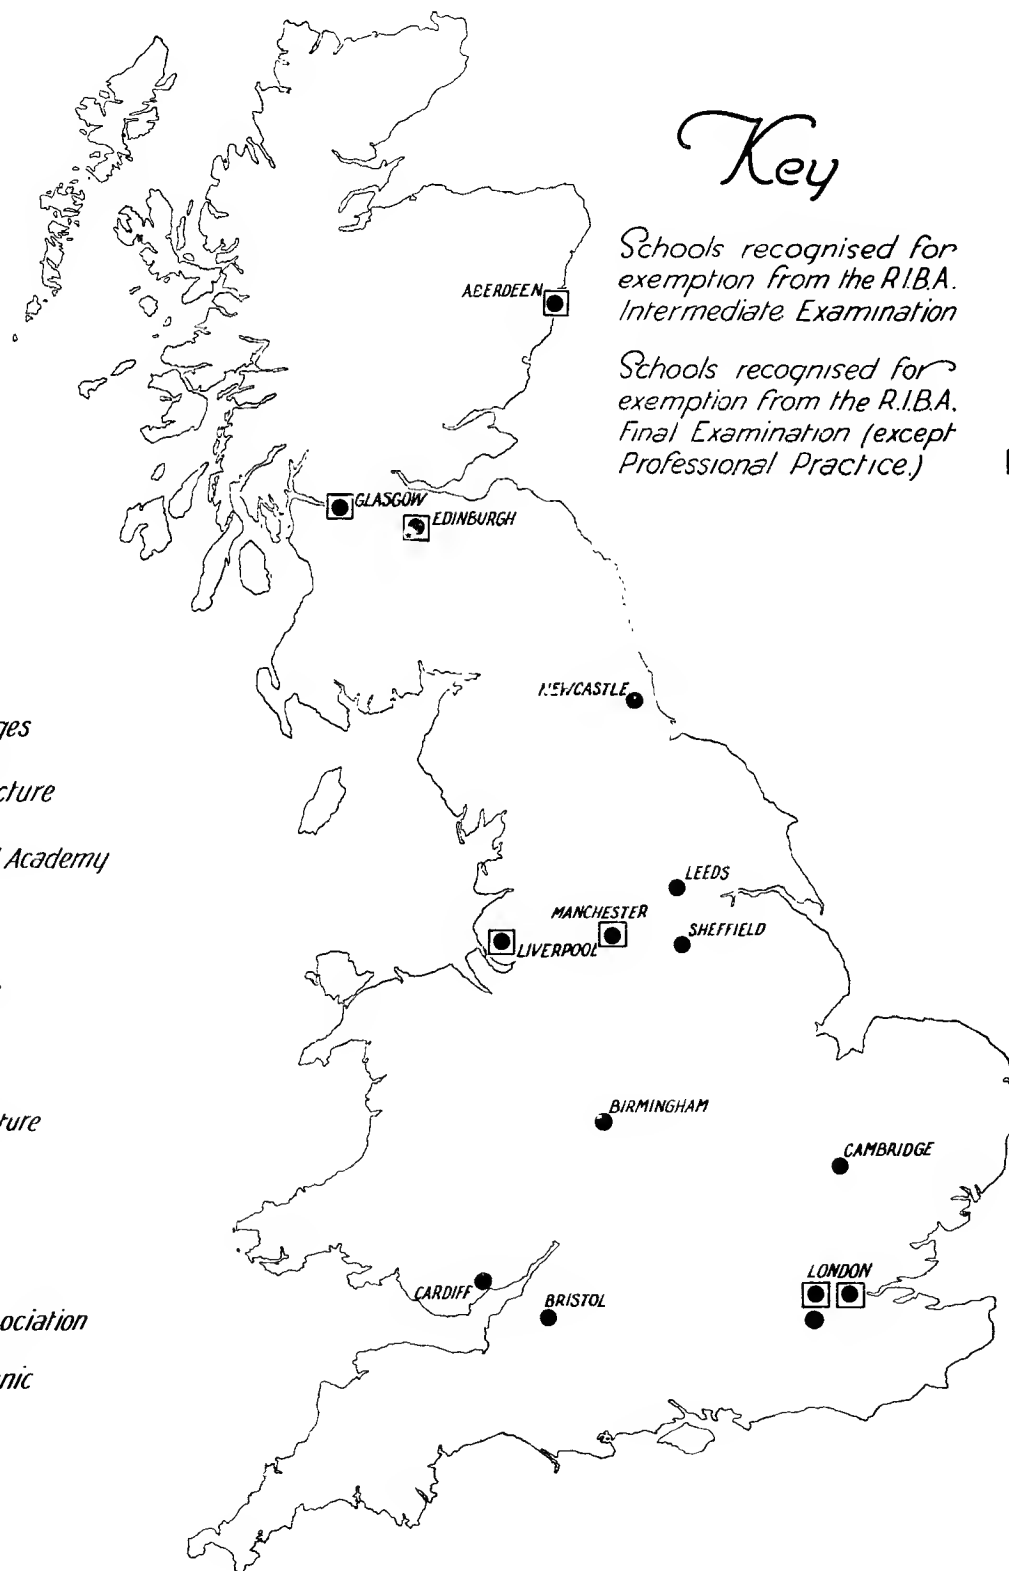 Key
Schools recognised for
exemption from the R.I.B.A.
Intermediate Examination
Schools recognised for
exemption from the R.I.B.A.
Final Examination (except
Professional Practice.)
ABERDEEN
GLASGOW
EDINBURGH
NEWCASTLE
ges
cture
Academy
LEEDS
MANCHESTER
SHEFFIELD
LIVERPOOL
BIRMINGHAM
ture
CAMBRIDGE
LONDON
CARDIFF
BRISTOL
ociation
nic